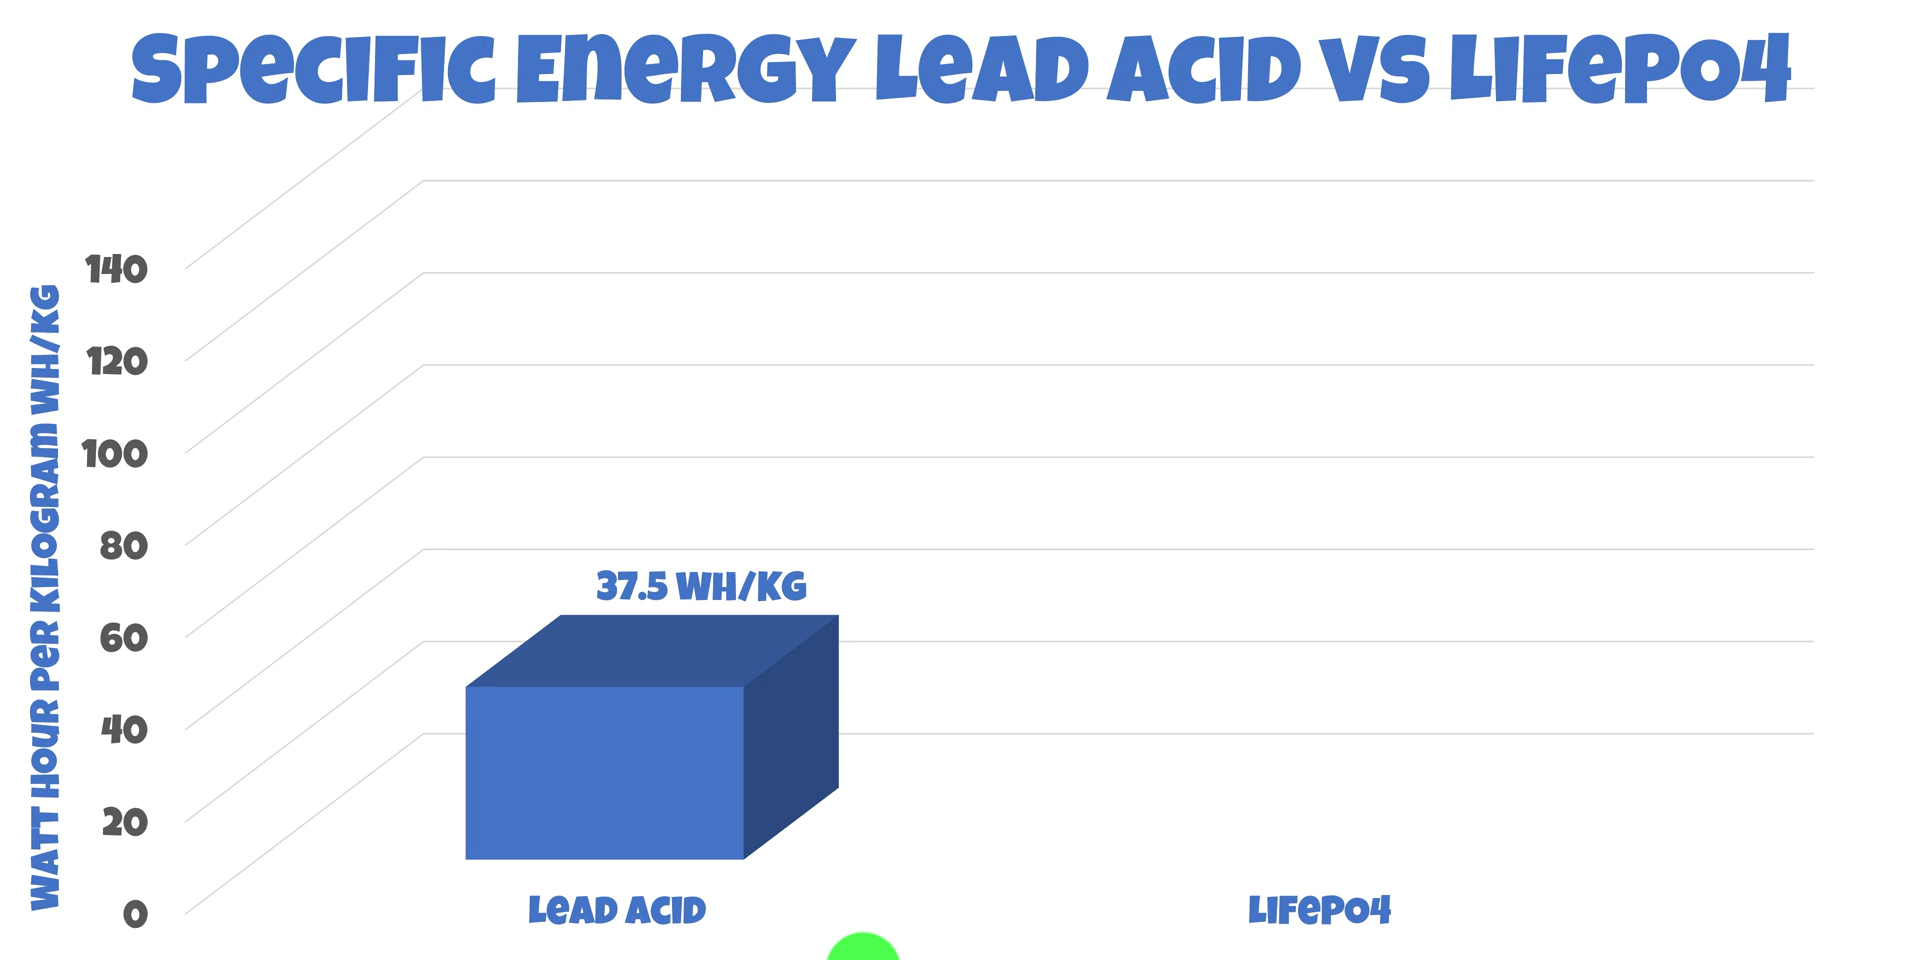 SPeCIFIC EneRGY LeAD ACID VS LIFePO4
WATT HOUR PeR KILOGRAm WH/KG
140
120
100
80
60
40
20
0
37.5 WH/KG
LeAD ACID
LIFePO4